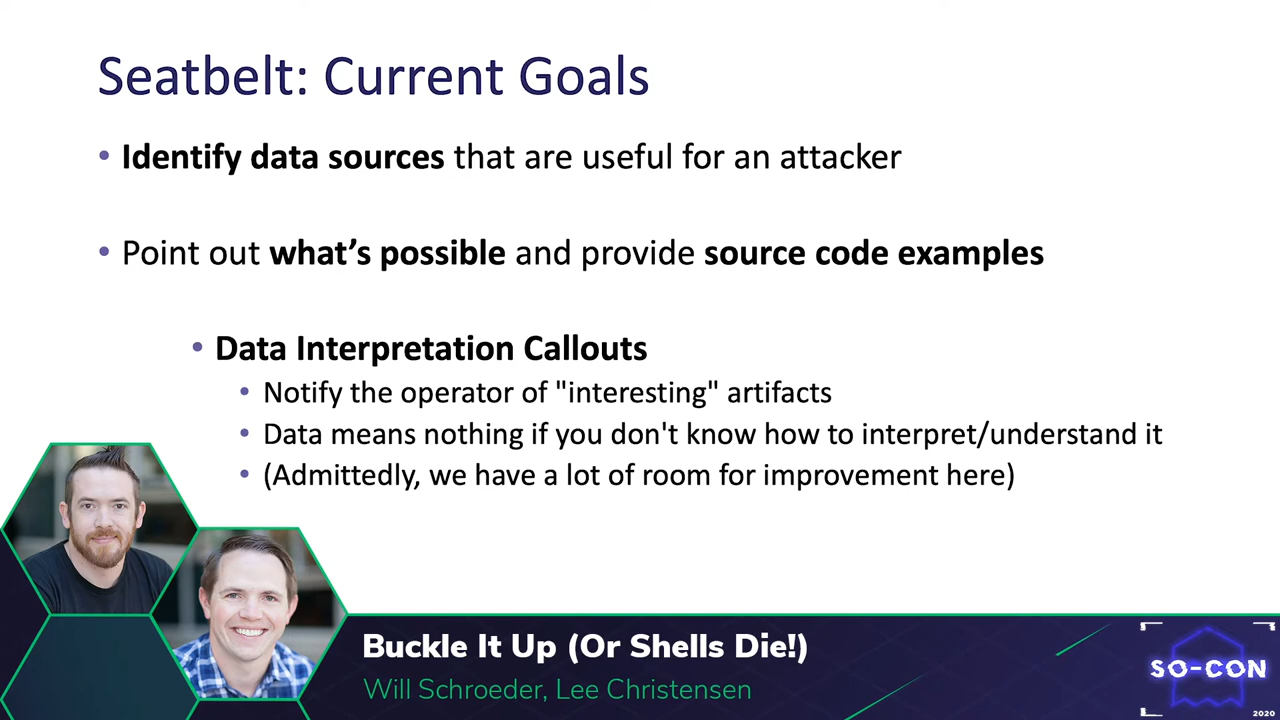 Seatbelt: Current Goals
• Identify data sources that are useful for an attacker
• Point out what's possible and provide source code examples
• Data Interpretation Callouts
• Notify the operator of "interesting" artifacts
• Data means nothing if you don't know how to interpret/understand it
• (Admittedly, we have a lot of room for improvement here)
Buckle It Up (Or Shells Die!)
Will Schroeder, Lee Christensen
SO-CON
2020